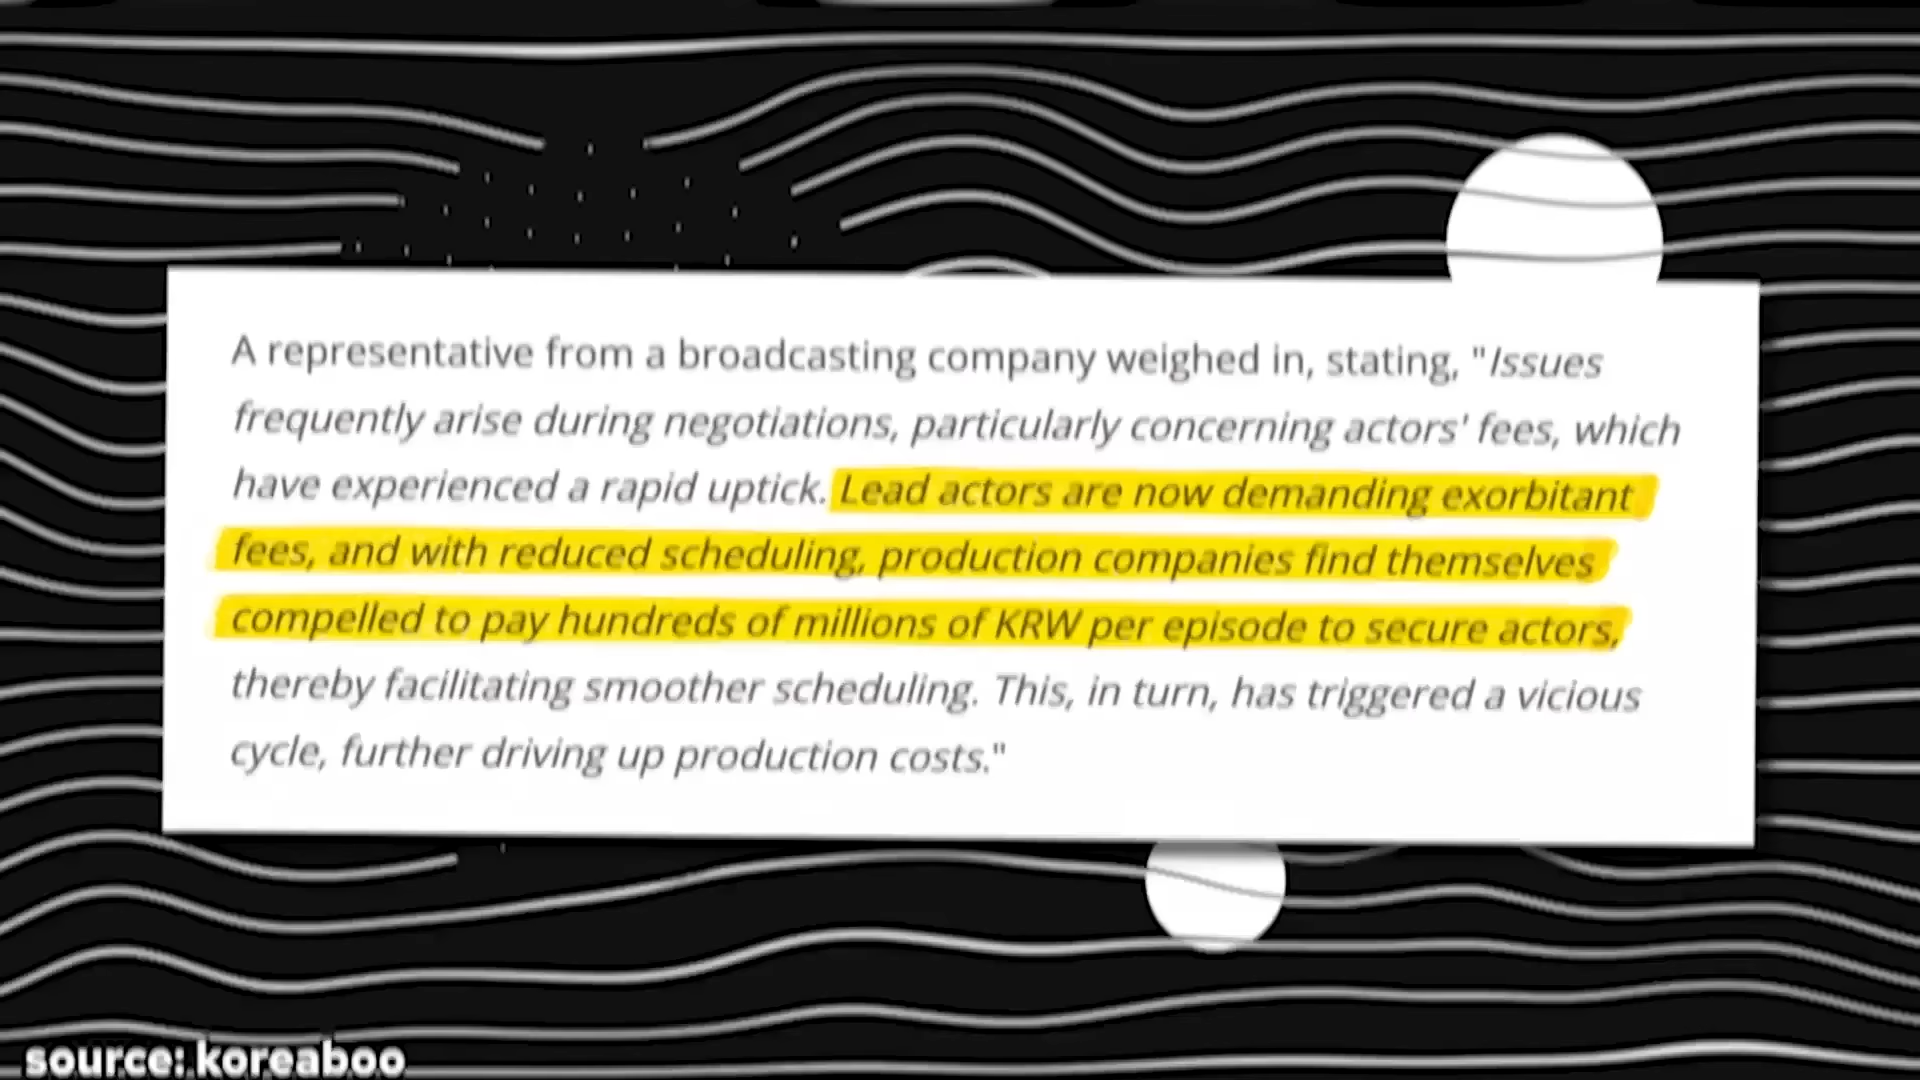 A representative from a broadcasting company weighed in, stating, "Issues
frequently arise during negotiations, particularly concerning actors' fees, which
have experienced a rapid uptick. Lead actors are now demanding exorbitant
fees, and with reduced scheduling, production companies find themselves
compelled to pay hundreds of millions of KRW per episode to secure actors,
thereby facilitating smoother scheduling. This, in turn, has triggered a vicious
cycle, further driving up production costs."
source: koreaboo